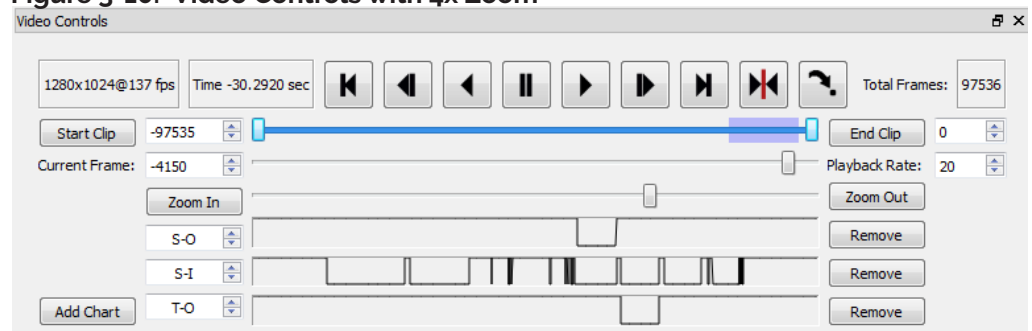 Figure 5-20: Video Controls with 4x Zoom
Video Controls
1280x1024@137 fps Time -30.2920 sec Total Frames: 97536
Start Clip -97535 End Clip 0
Current Frame: -4150 Playback Rate: 20
Zoom In Zoom Out
S-O Remove
S-I Remove
Add Chart T-O Remove